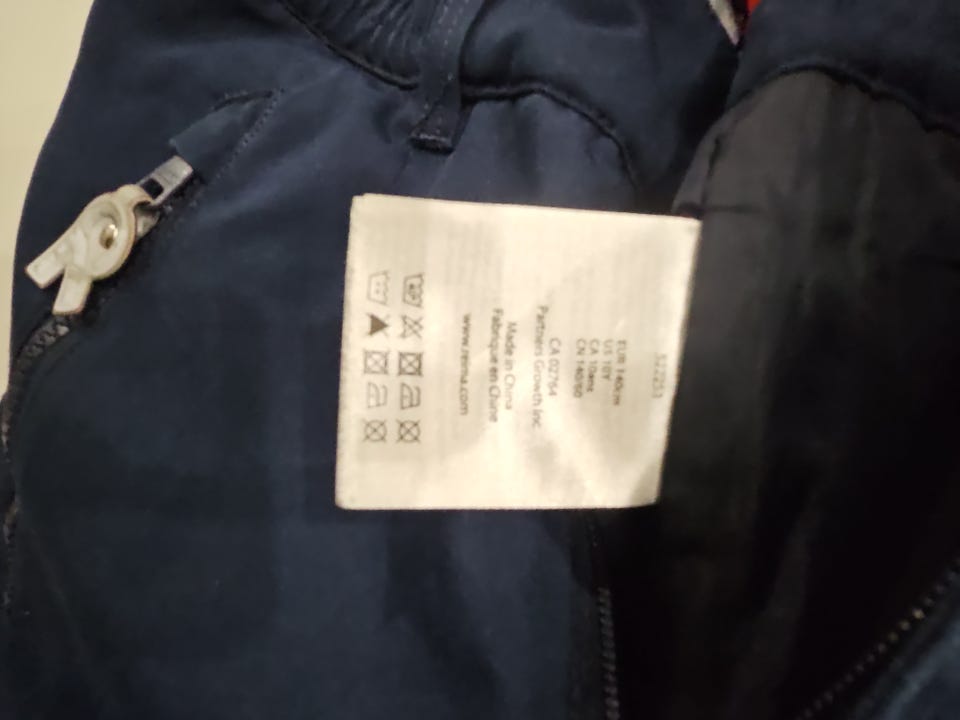 EUR 140cm
US 10Y
CA 10ans
CN 140/60
CA 02764
Partners Growth Inc.
Made in China
Fabriqué en Chine
www.reima.com